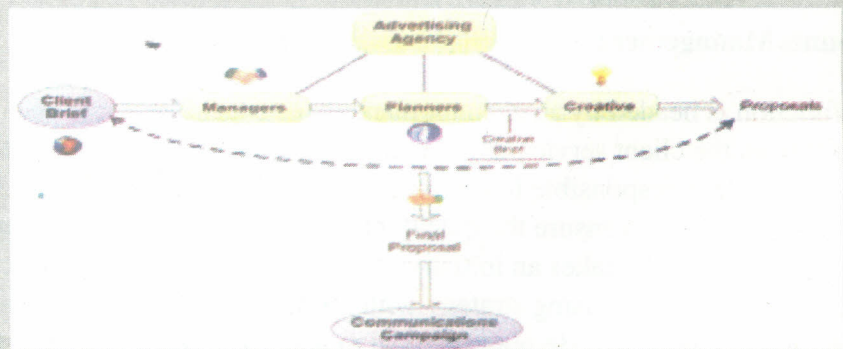 Advertising
Agency
Client
Brief
Managers
Planners
Creative
Proposals
Creative
Brief
Final
Proposal
Communications
Campaign